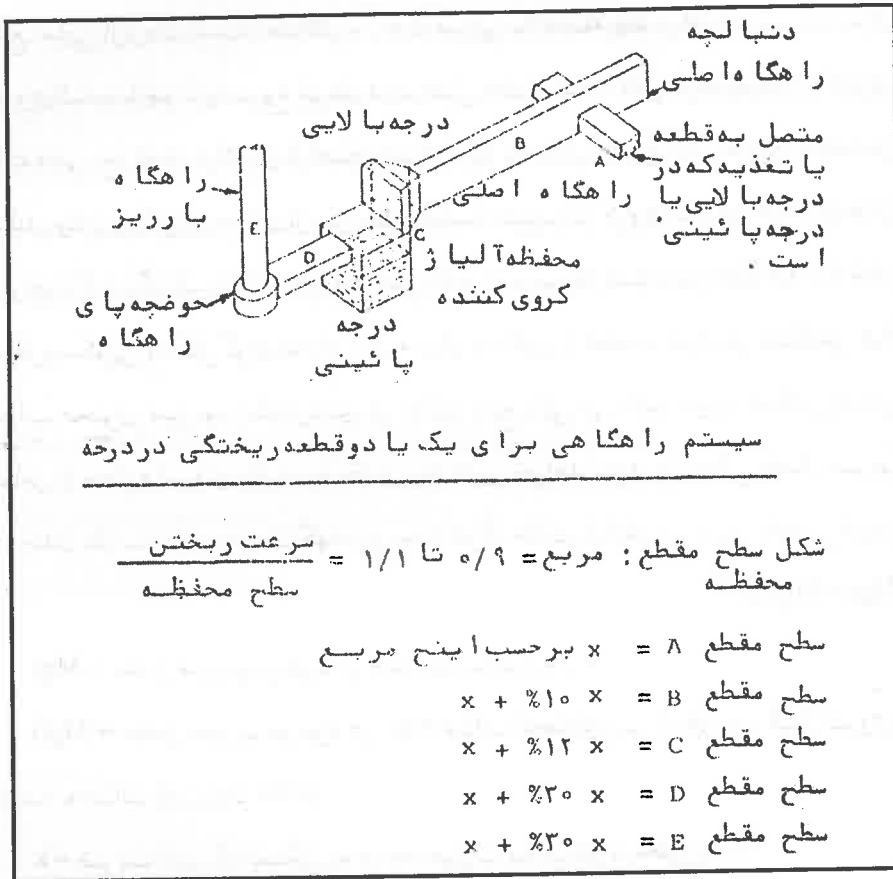 دنبالچه
راهگاه اصلی
متصل به قطعه
یا تغذیه که در
درجه بالایی یا
درجه پائینی
است .
درجه بالایی
B
A
راهگاه اصلی
راهگاه
بارریز
E
D
C
محفظه آلیاژ
کروی کننده
حوضچه پای
راهگاه
درجه
پائینی
سیستم راهگاهی برای یک یا دو قطعه ریختگی در درجه
شکل سطح مقطع : مربع = ۰/۹ تا ۱/۱ = سرعت ریختن
محفظه
سطح محفظه
سطح مقطع A = x برحسب اینچ مربع
سطح مقطع B = x ۱۰% + x
سطح مقطع C = x ۱۲% + x
سطح مقطع D = x ۲۰% + x
سطح مقطع E = x ۳۰% + x